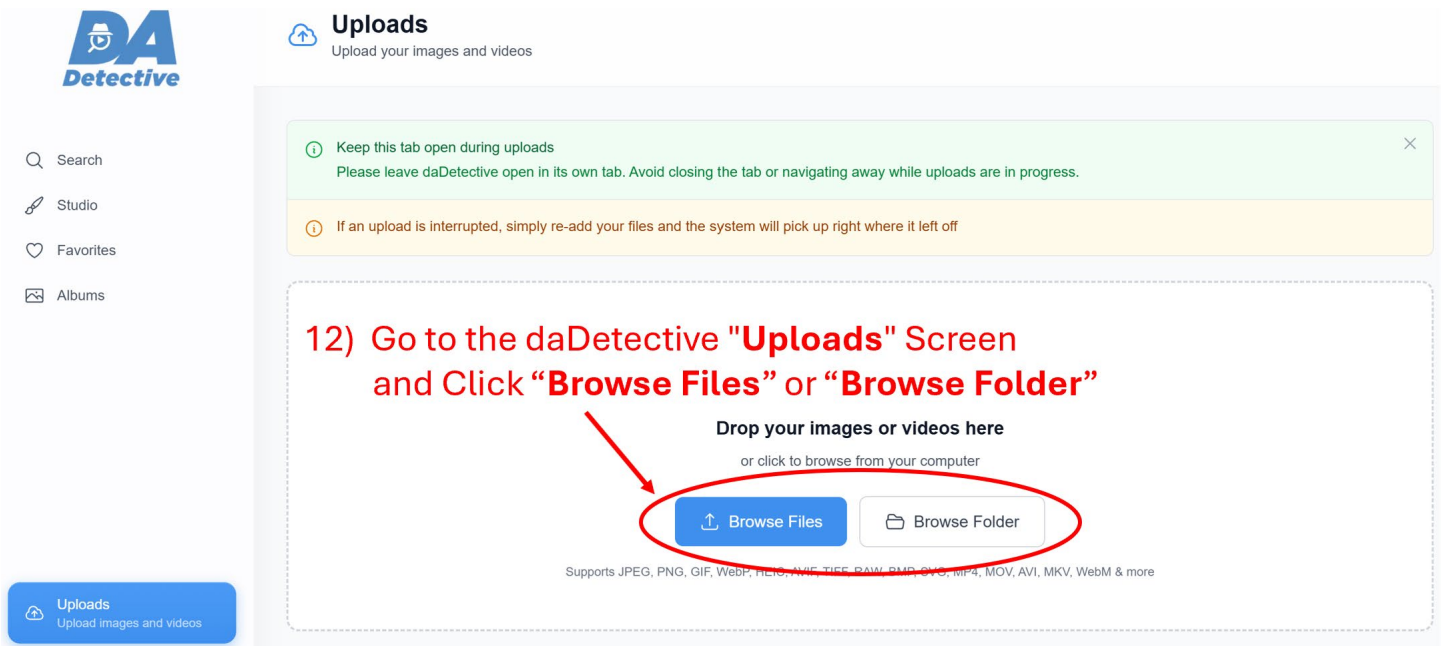 DA
Detective
Uploads
Upload your images and videos
Search
Studio
Favorites
Albums
Uploads
Upload images and videos
Keep this tab open during uploads
Please leave daDetective open in its own tab. Avoid closing the tab or navigating away while uploads are in progress.
If an upload is interrupted, simply re-add your files and the system will pick up right where it left off
12) Go to the daDetective "Uploads" Screen
and Click “Browse Files” or “Browse Folder”
Drop your images or videos here
or click to browse from your computer
Browse Files
Browse Folder
Supports JPEG, PNG, GIF, WebP, HEIC, AVIF, TIFF, RAW, BMP, SVG, MP4, MOV, AVI, MKV, WebM & more